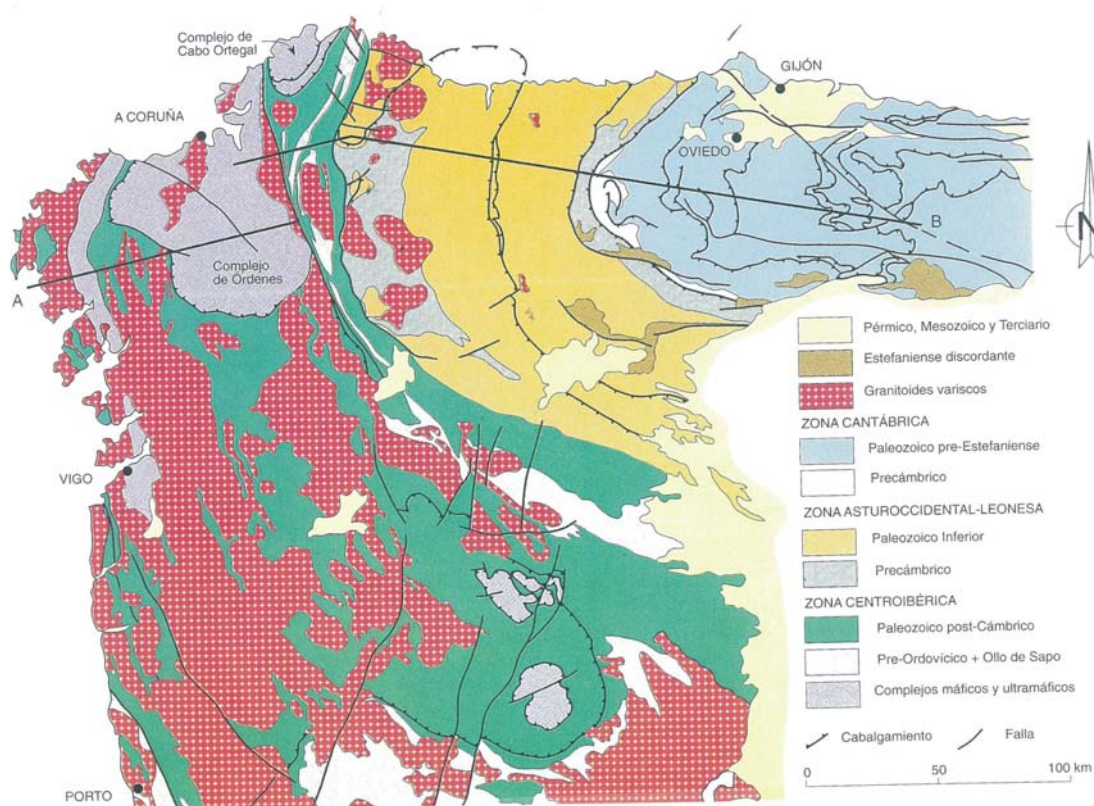 Complejo de
Cabo Ortegal
A CORUÑA
GIJÓN
OVIEDO
N
B
Complejo
de Órdenes
A
VIGO
PORTO
Pérmico, Mesozoico y Terciario
Estefaniense discordante
Granitoides variscos
ZONA CANTÁBRICA
Paleozoico pre-Estefaniense
Precámbrico
ZONA ASTUROCCIDENTAL-LEONESA
Paleozoico Inferior
Precámbrico
ZONA CENTROIBÉRICA
Paleozoico post-Cámbrico
Pre-Ordovícico + Ollo de Sapo
Complejos máficos y ultramáficos
Cabalgamiento
Falla
0 50 100 km